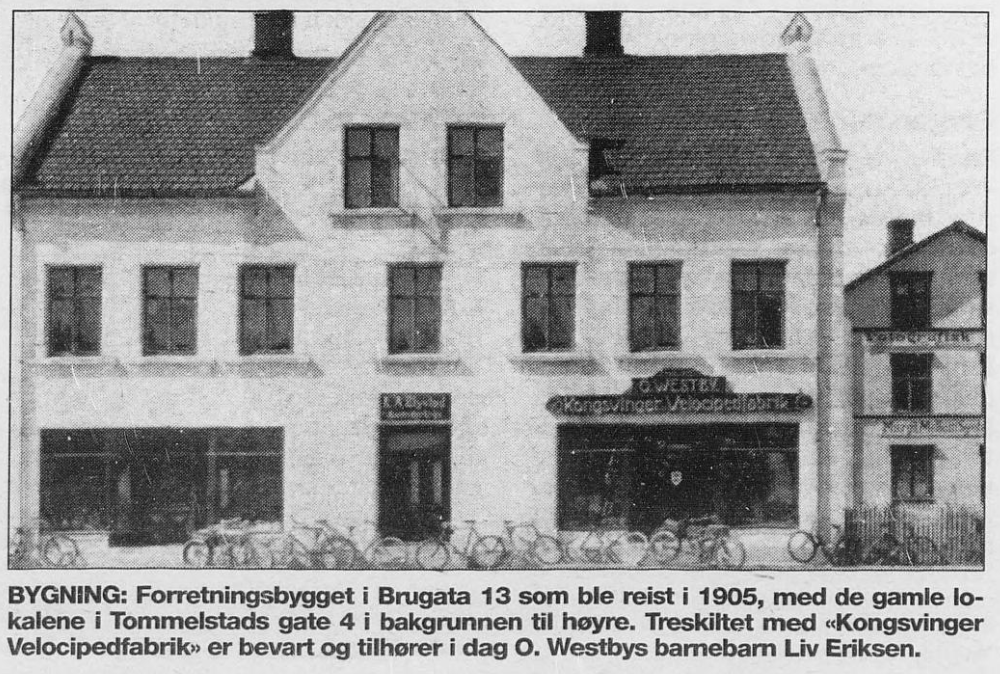 O. WESTBY.
Kongsvinger Velocipedfabrik
Fotografisk
BYGNING: Forretningsbygget i Brugata 13 som ble reist i 1905, med de gamle lo-
kalene i Tommelstads gate 4 i bakgrunnen til høyre. Treskiltet med «Kongsvinger
Velocipedfabrik» er bevart og tilhører i dag O. Westbys barnebarn Liv Eriksen.